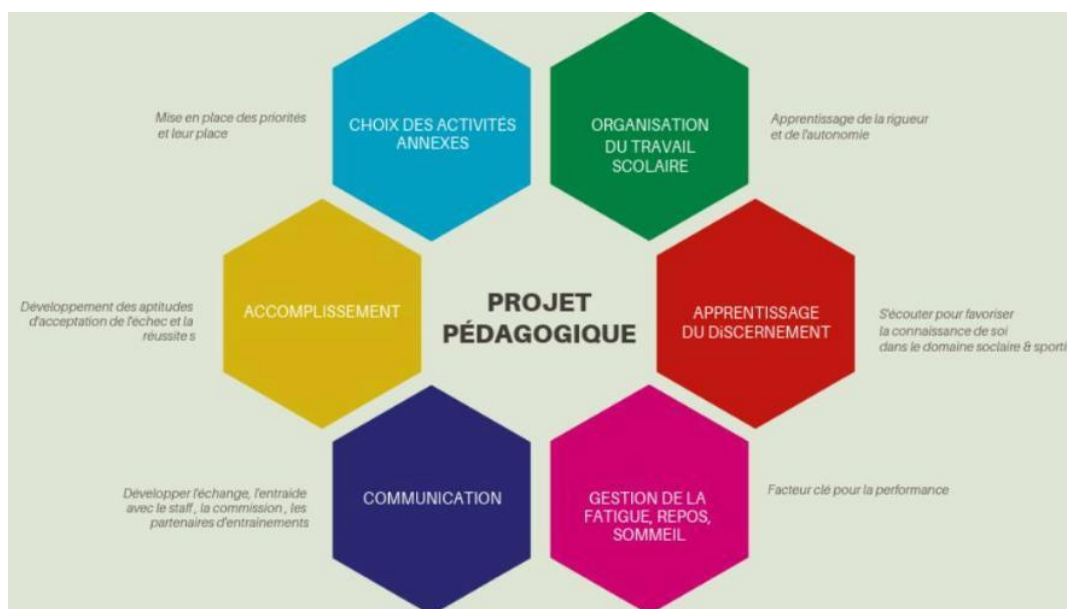 Mise en place des priorités
et leur place
CHOIX DES ACTIVITÉS
ANNEXES
ORGANISATION
DU TRAVAIL
SCOLAIRE
Apprentissage de la rigueur
et de l'autonomie
Développement des aptitudes
d'acceptation de l'échec et la
réussite s
ACCOMPLISSEMENT
PROJET
PÉDAGOGIQUE
APPRENTISSAGE
DU DiSCERNEMENT
S'écouter pour favoriser
la connaissance de soi
dans le domaine soclaire & sporti
Développer l'échange, l'entraide
avec le staff , la commission , les
partenaires d'entraînements
COMMUNICATION
GESTION DE LA
FATIGUE, REPOS,
SOMMEIL
Facteur clé pour la performance